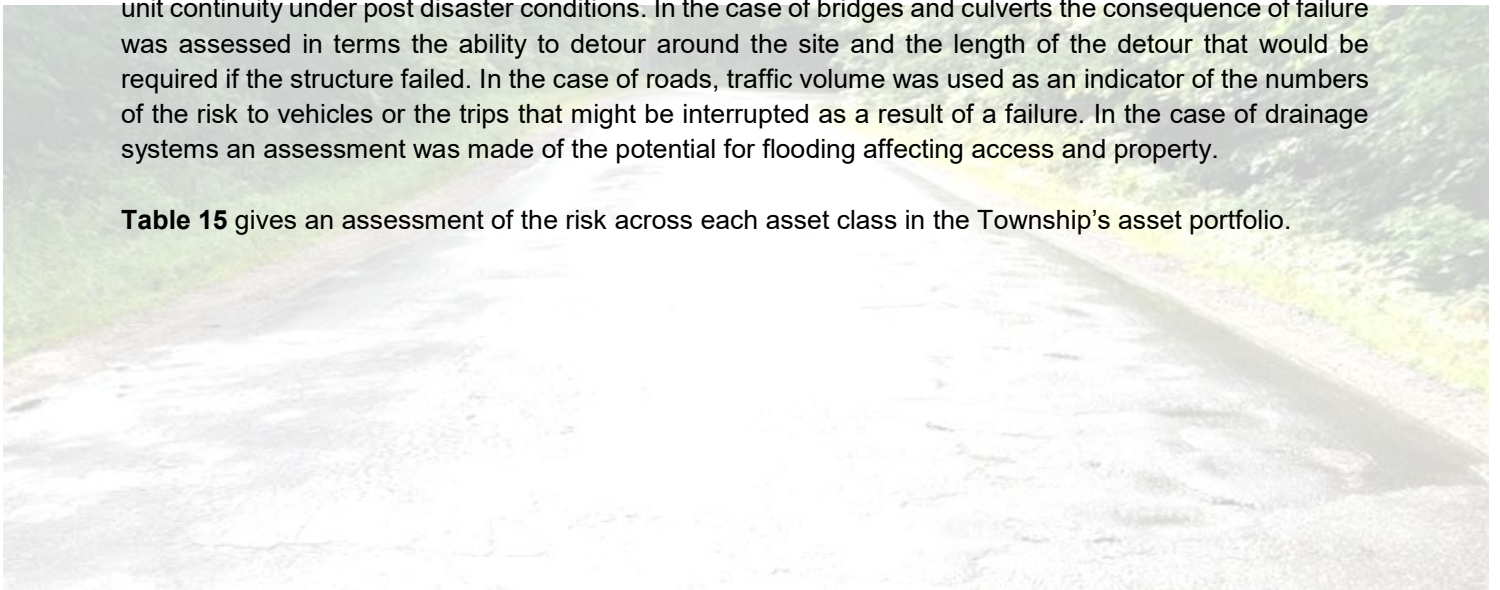 unit continuity under post disaster conditions. In the case of bridges and culverts the consequence of failure
was assessed in terms the ability to detour around the site and the length of the detour that would be
required if the structure failed. In the case of roads, traffic volume was used as an indicator of the numbers
of the risk to vehicles or the trips that might be interrupted as a result of a failure. In the case of drainage
systems an assessment was made of the potential for flooding affecting access and property.
Table 15 gives an assessment of the risk across each asset class in the Township’s asset portfolio.